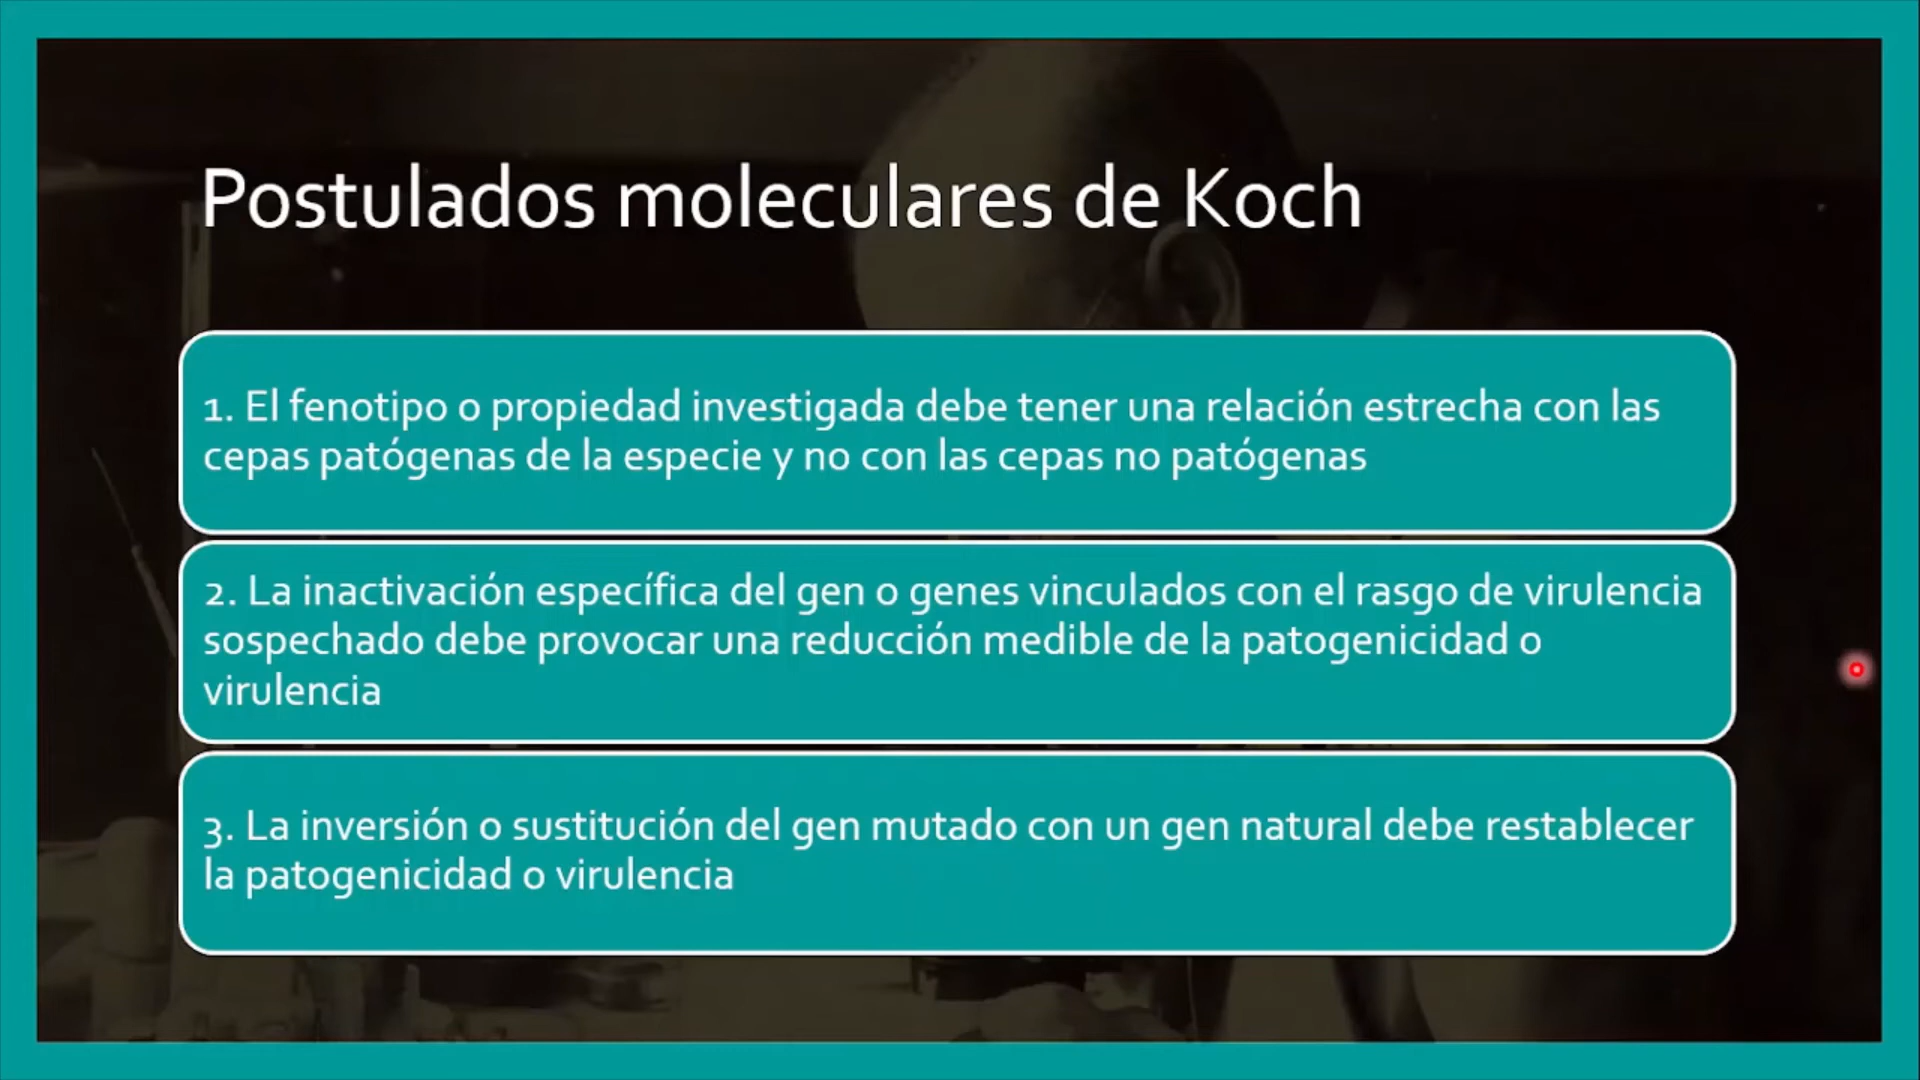 Postulados moleculares de Koch
1. El fenotipo o propiedad investigada debe tener una relación estrecha con las
cepas patógenas de la especie y no con las cepas no patógenas
2. La inactivación específica del gen o genes vinculados con el rasgo de virulencia
sospechado debe provocar una reducción medible de la patogenicidad o
virulencia
3. La inversión o sustitución del gen mutado con un gen natural debe restablecer
la patogenicidad o virulencia